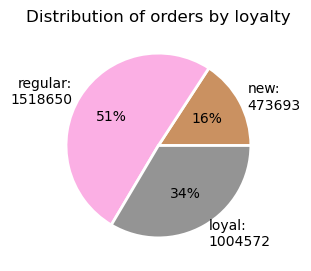 Distribution of orders by loyalty
regular:
1518650
51%
new:
473693
16%
34%
loyal:
1004572